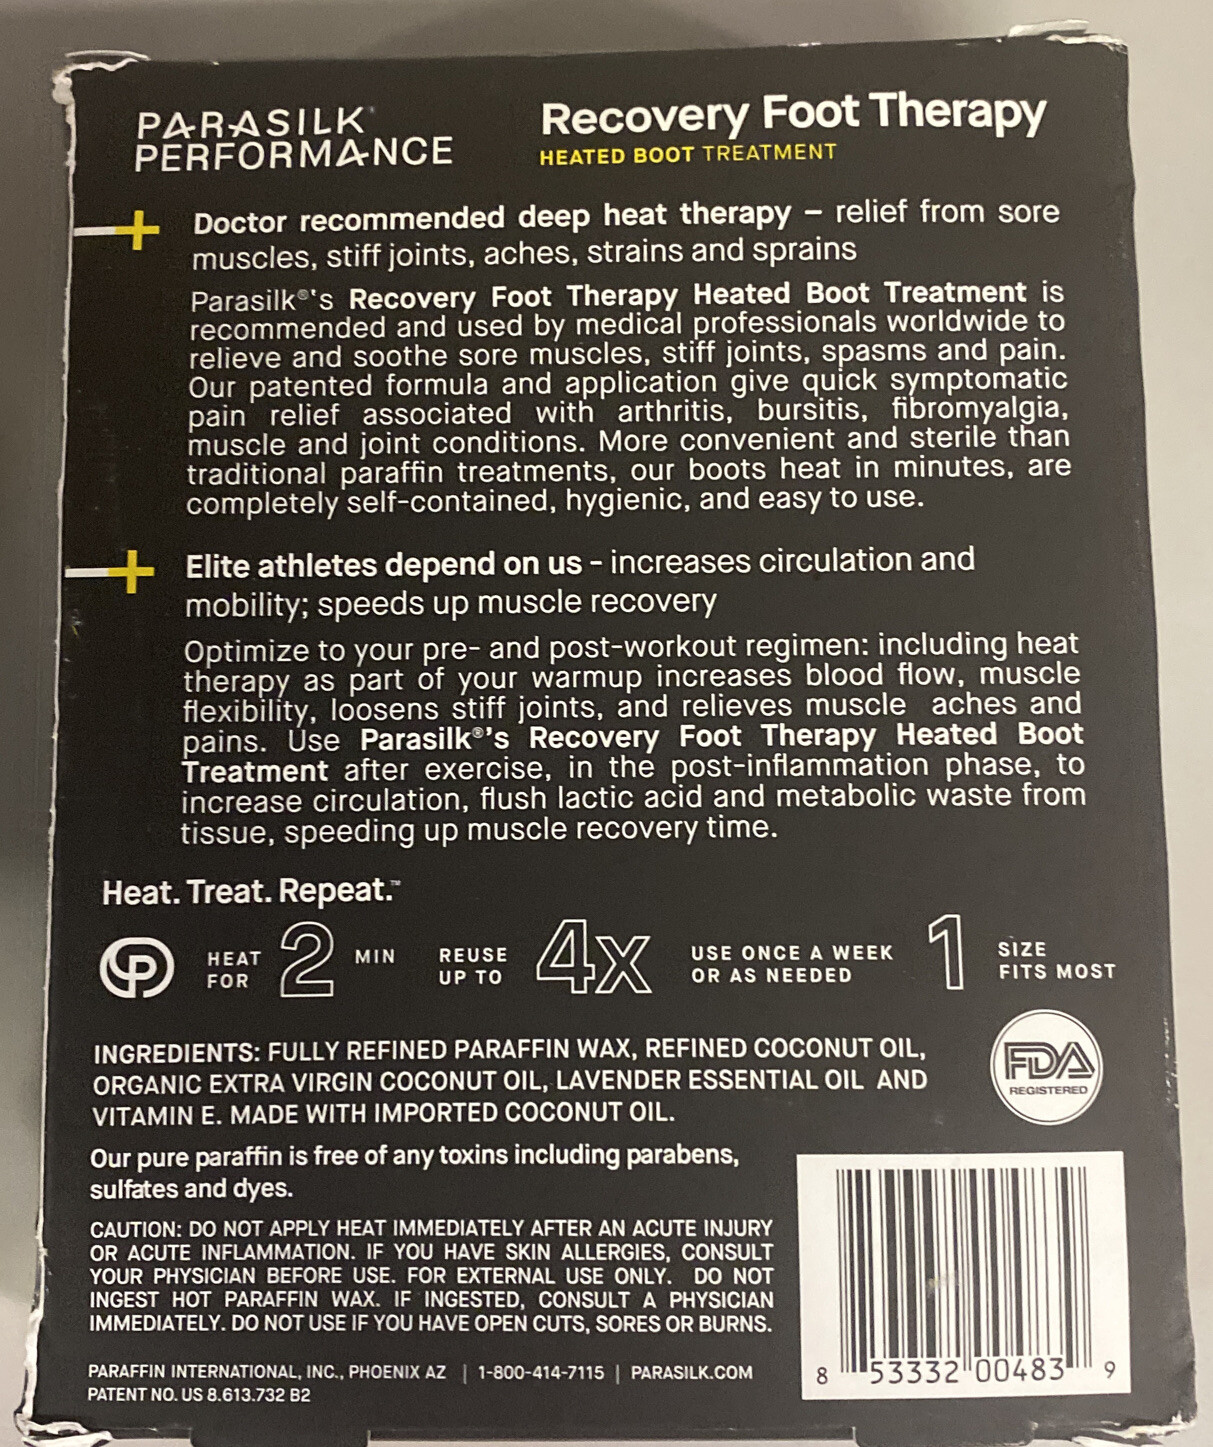 PARASILK
PERFORMANCE
Recovery Foot Therapy
HEATED BOOT TREATMENT
Doctor recommended deep heat therapy – relief from sore
muscles, stiff joints, aches, strains and sprains
Parasilk®'s Recovery Foot Therapy Heated Boot Treatment is
recommended and used by medical professionals worldwide to
relieve and soothe sore muscles, stiff joints, spasms and pain.
Our patented formula and application give quick symptomatic
pain relief associated with arthritis, bursitis, fibromyalgia,
muscle and joint conditions. More convenient and sterile than
traditional paraffin treatments, our boots heat in minutes, are
completely self-contained, hygienic, and easy to use.
Elite athletes depend on us - increases circulation and
mobility; speeds up muscle recovery
Optimize to your pre- and post-workout regimen: including heat
therapy as part of your warmup increases blood flow, muscle
flexibility, loosens stiff joints, and relieves muscle aches and
pains. Use Parasilk®'s Recovery Foot Therapy Heated Boot
Treatment after exercise, in the post-inflammation phase, to
increase circulation, flush lactic acid and metabolic waste from
tissue, speeding up muscle recovery time.
Heat. Treat. Repeat.™
HEAT
FOR
2
MIN
REUSE
UP TO
4x
USE ONCE A WEEK
OR AS NEEDED
1
SIZE
FITS MOST
INGREDIENTS: FULLY REFINED PARAFFIN WAX, REFINED COCONUT OIL,
ORGANIC EXTRA VIRGIN COCONUT OIL, LAVENDER ESSENTIAL OIL AND
VITAMIN E. MADE WITH IMPORTED COCONUT OIL.
FDA
REGISTERED
Our pure paraffin is free of any toxins including parabens,
sulfates and dyes.
CAUTION: DO NOT APPLY HEAT IMMEDIATELY AFTER AN ACUTE INJURY
OR ACUTE INFLAMMATION. IF YOU HAVE SKIN ALLERGIES, CONSULT
YOUR PHYSICIAN BEFORE USE. FOR EXTERNAL USE ONLY. DO NOT
INGEST HOT PARAFFIN WAX. IF INGESTED, CONSULT A PHYSICIAN
IMMEDIATELY. DO NOT USE IF YOU HAVE OPEN CUTS, SORES OR BURNS.
PARAFFIN INTERNATIONAL, INC., PHOENIX AZ | 1-800-414-7115 | PARASILK.COM
PATENT NO. US 8.613.732 B2
8 53332 00483 9